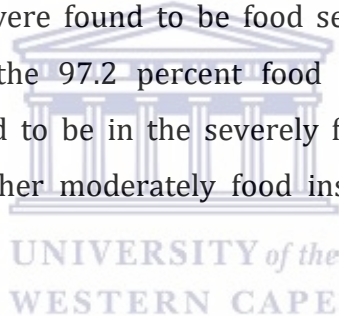 vere found to be food se
the 97.2 percent food
d to be in the severely f
her moderately food ins
UNIVERSITY of the
WESTERN CAPE